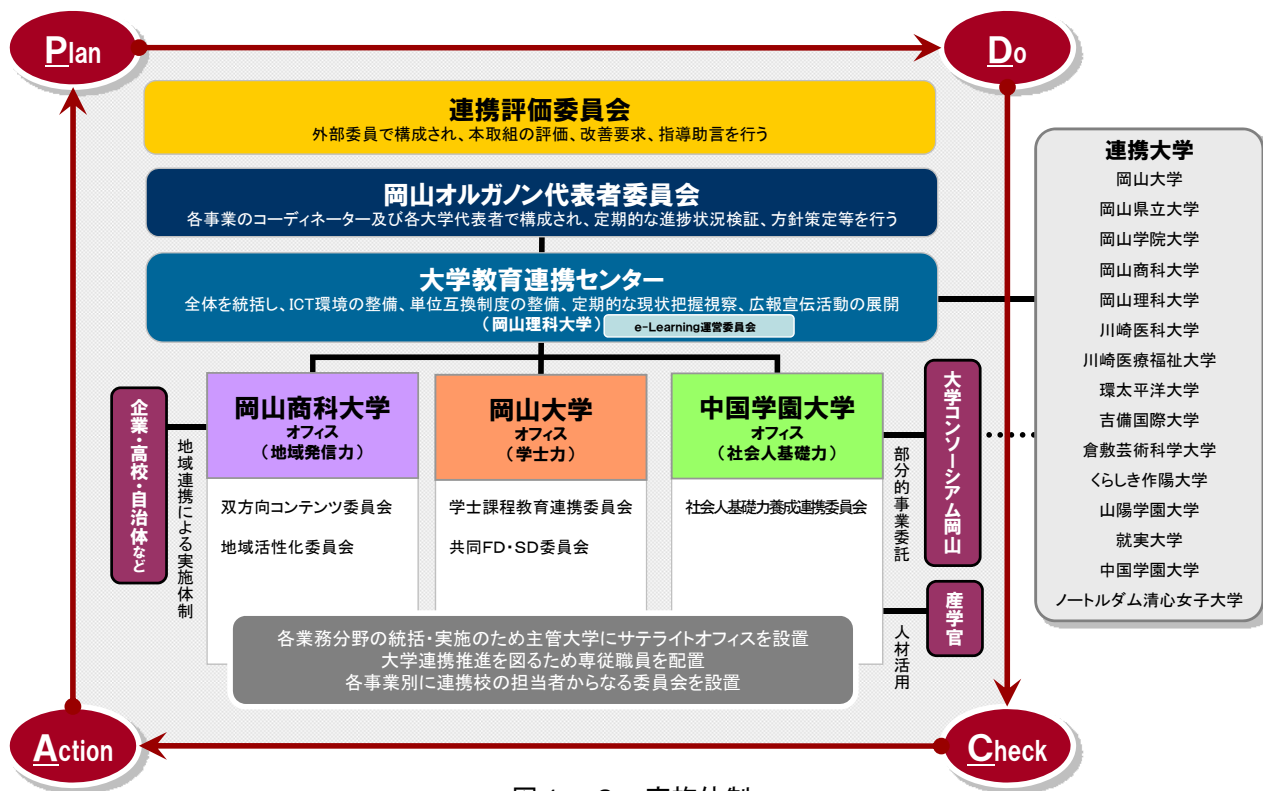 Plan
Do
連携評価委員会
外部委員で構成され、本取組の評価、改善要求、指導助言を行う
岡山オルガノン代表者委員会
各事業のコーディネーター及び各大学代表者で構成され、定期的な進捗状況検証、方針策定等を行う
大学教育連携センター
全体を統括し、ICT環境の整備、単位互換制度の整備、定期的な現状把握視察、広報宣伝活動の展開
（岡山理科大学）
e-Learning運営委員会
企業・高校・自治体など
地域連携による実施体制
岡山商科大学
オフィス
（地域発信力）
双方向コンテンツ委員会
地域活性化委員会
岡山大学
オフィス
（学士力）
学士課程教育連携委員会
共同FD・SD委員会
中国学園大学
オフィス
（社会人基礎力）
社会人基礎力養成連携委員会
部分的事業委託
大学コンソーシアム岡山
人材活用
産学官
各業務分野の統括・実施のため主管大学にサテライトオフィスを設置
大学連携推進を図るため専従職員を配置
各事業別に連携校の担当者からなる委員会を設置
連携大学
岡山大学
岡山県立大学
岡山学院大学
岡山商科大学
岡山理科大学
川崎医科大学
川崎医療福祉大学
環太平洋大学
吉備国際大学
倉敷芸術科学大学
くらしき作陽大学
山陽学園大学
就実大学
中国学園大学
ノートルダム清心女子大学
Action
Check